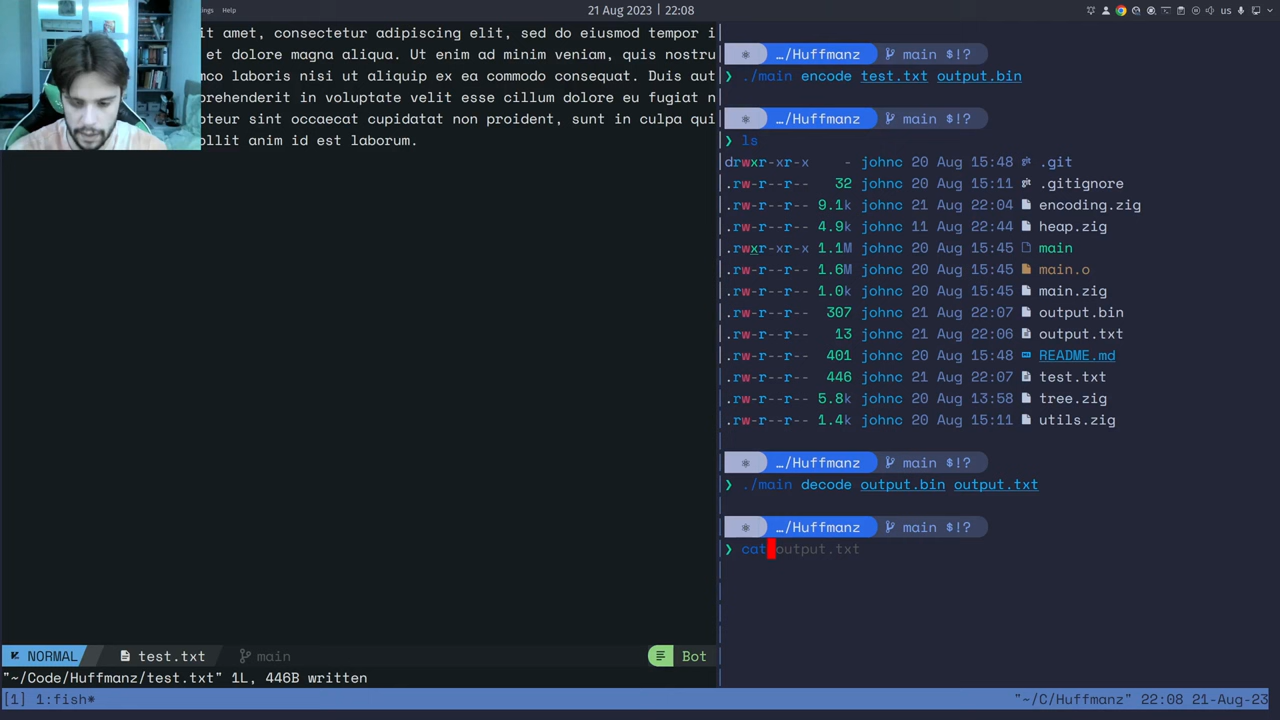 ngs Help
21 Aug 2023 | 22:08
us
it amet, consectetur adipiscing elit, sed do eiusmod tempor i
et dolore magna aliqua. Ut enim ad minim veniam, quis nostru
mco laboris nisi ut aliquip ex ea commodo consequat. Duis aut
prehenderit in voluptate velit esse cillum dolore eu fugiat n
pteur sint occaecat cupidatat non proident, sunt in culpa qui
ollit anim id est laborum.
NORMAL test.txt main Bot
"~/Code/Huffmanz/test.txt" 1L, 446B written
…/Huffmanz main $!?
❯ ./main encode test.txt output.bin
…/Huffmanz main $!?
❯ ls
drwxr-xr-x - johnc 20 Aug 15:48 .git
.rw-r--r-- 32 johnc 20 Aug 15:11 .gitignore
.rw-r--r-- 9.1k johnc 21 Aug 22:04 encoding.zig
.rw-r--r-- 4.9k johnc 11 Aug 22:44 heap.zig
.rwxr-xr-x 1.1M johnc 20 Aug 15:45 main
.rw-r--r-- 1.6M johnc 20 Aug 15:45 main.o
.rw-r--r-- 1.0k johnc 20 Aug 15:45 main.zig
.rw-r--r-- 307 johnc 21 Aug 22:07 output.bin
.rw-r--r-- 13 johnc 21 Aug 22:06 output.txt
.rw-r--r-- 401 johnc 20 Aug 15:48 README.md
.rw-r--r-- 446 johnc 21 Aug 22:07 test.txt
.rw-r--r-- 5.8k johnc 20 Aug 13:58 tree.zig
.rw-r--r-- 1.4k johnc 20 Aug 15:11 utils.zig
…/Huffmanz main $!?
❯ ./main decode output.bin output.txt
…/Huffmanz main $!?
❯ cat output.txt
[1] 1:fish* "~/C/Huffmanz" 22:08 21-Aug-23